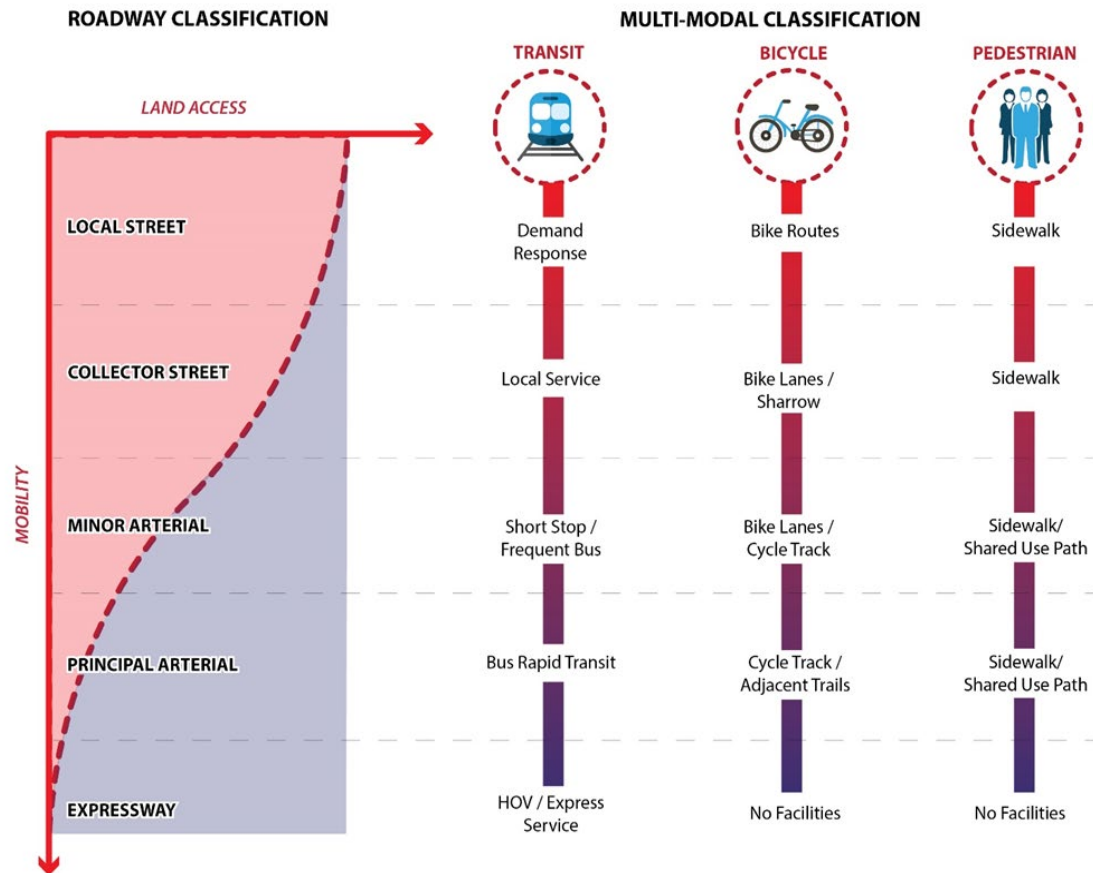 ROADWAY CLASSIFICATION
MULTI-MODAL CLASSIFICATION
TRANSIT
BICYCLE
PEDESTRIAN
LAND ACCESS
MOBILITY
LOCAL STREET
Demand
Response
Bike Routes
Sidewalk
COLLECTOR STREET
Local Service
Bike Lanes /
Sharrow
Sidewalk
MINOR ARTERIAL
Short Stop /
Frequent Bus
Bike Lanes /
Cycle Track
Sidewalk/
Shared Use Path
PRINCIPAL ARTERIAL
Bus Rapid Transit
Cycle Track /
Adjacent Trails
Sidewalk/
Shared Use Path
EXPRESSWAY
HOV / Express
Service
No Facilities
No Facilities